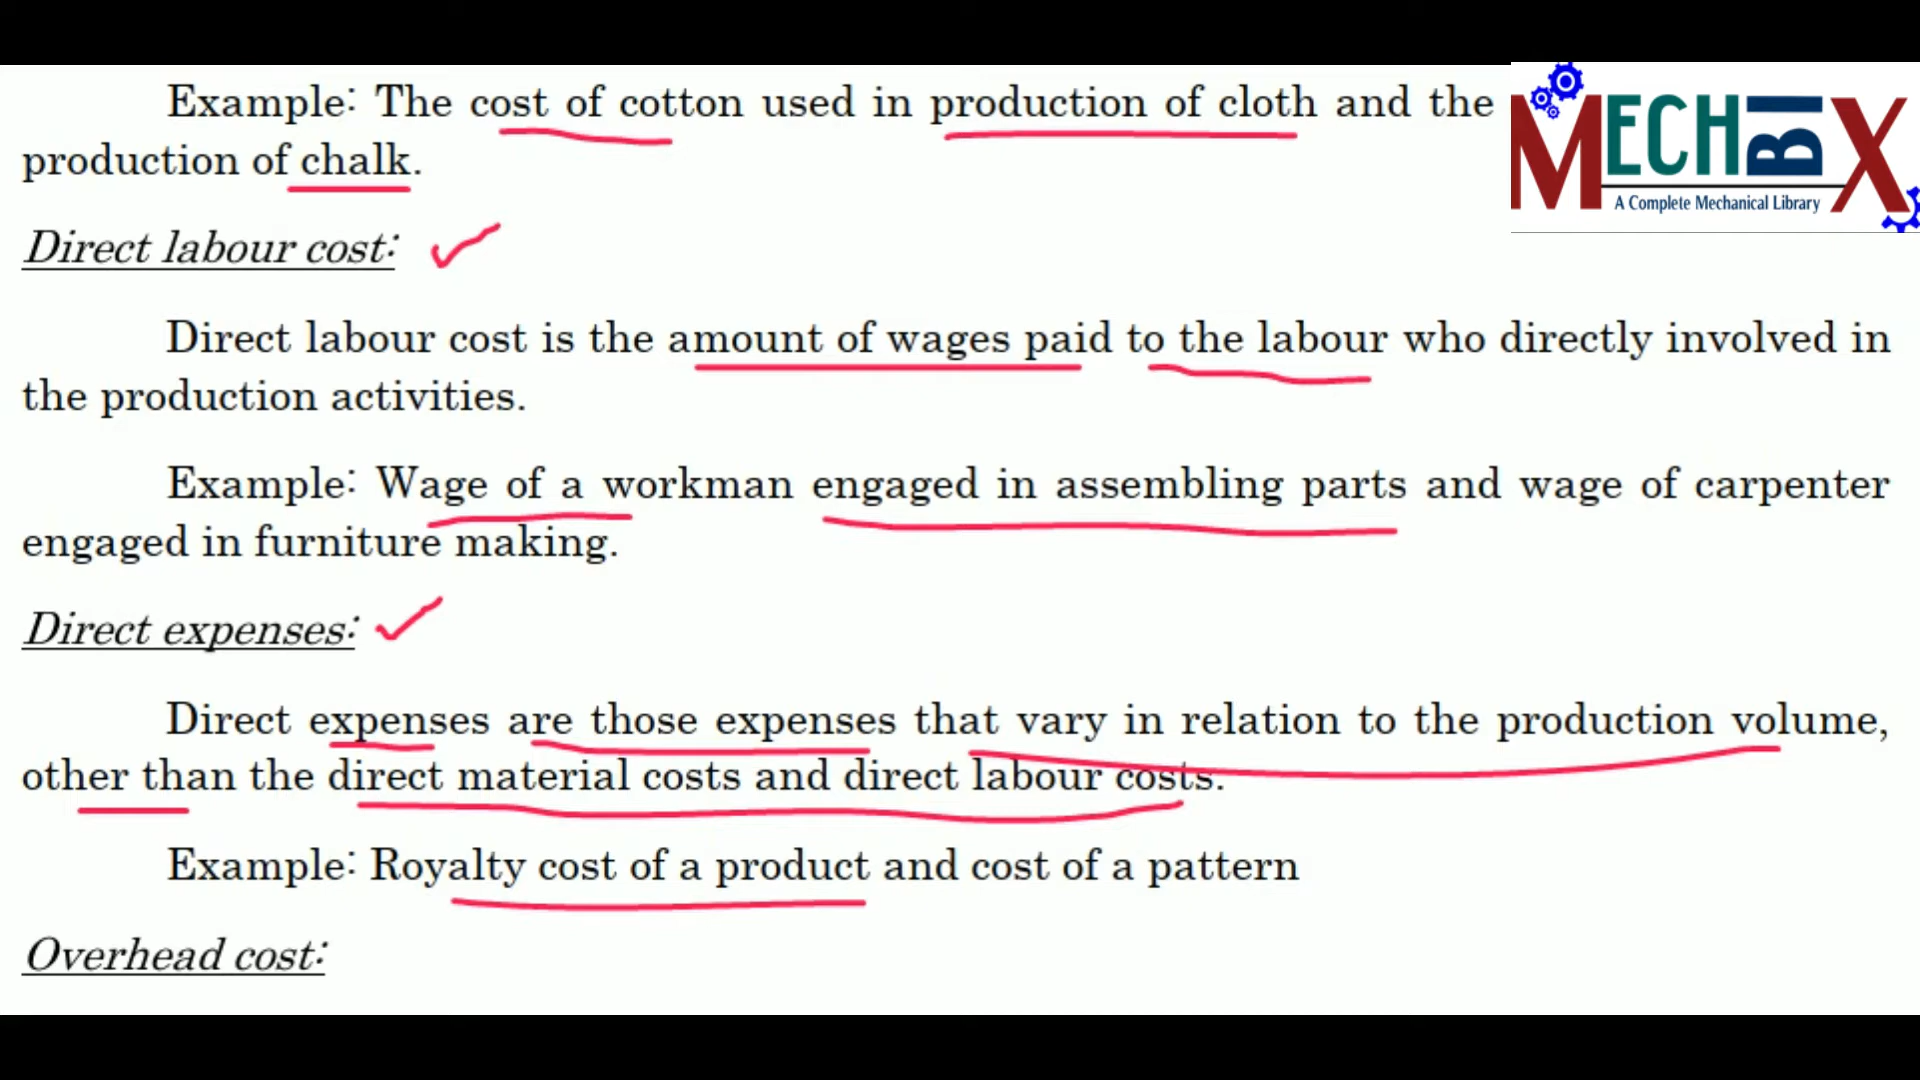 Example: The cost of cotton used in production of cloth and the
production of chalk.
MECHBIX
A Complete Mechanical Library
Direct labour cost:
Direct labour cost is the amount of wages paid to the labour who directly involved in
the production activities.
Example: Wage of a workman engaged in assembling parts and wage of carpenter
engaged in furniture making.
Direct expenses:
Direct expenses are those expenses that vary in relation to the production volume,
other than the direct material costs and direct labour costs.
Example: Royalty cost of a product and cost of a pattern
Overhead cost: